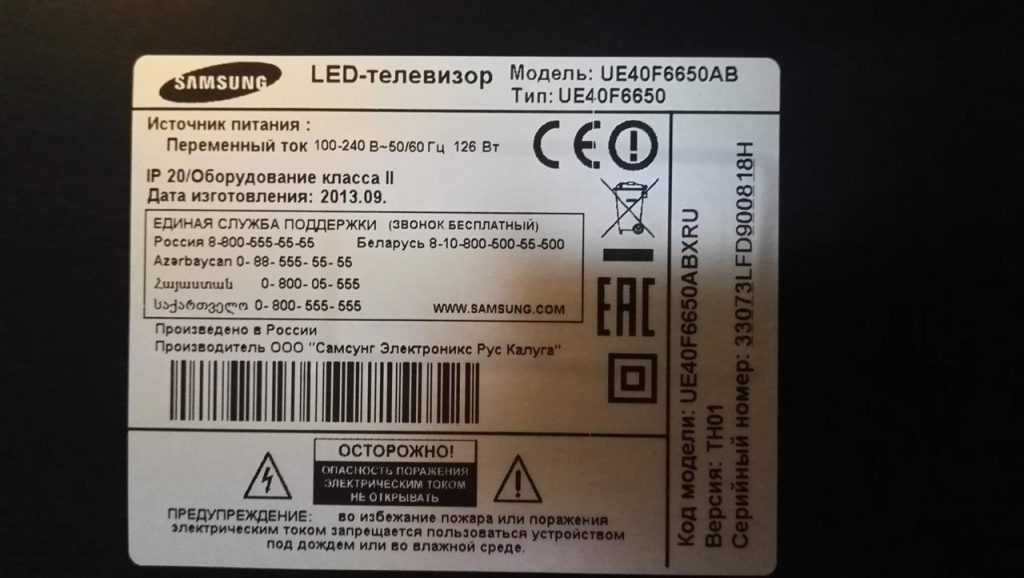 SAMSUNG LED-телевизор Модель: UE40F6650AB
Тип: UE40F6650
Источник питания :
Переменный ток 100-240 В~50/60 Гц 126 Вт
IP 20/Оборудование класса II
Дата изготовления: 2013.09.
ЕДИНАЯ СЛУЖБА ПОДДЕРЖКИ (ЗВОНОК БЕСПЛАТНЫЙ)
Россия 8-800-555-55-55 Беларусь 8-10-800-500-55-500
Azərbaycan 0- 88- 555- 55- 55
Հայաստան 0- 800- 05- 555
საქართველო 0- 800- 555- 555 WWW.SAMSUNG.COM
Произведено в России
Производитель ООО "Самсунг Электроникс Рус Калуга"
CE
EAC
ОСТОРОЖНО!
ОПАСНОСТЬ ПОРАЖЕНИЯ
ЭЛЕКТРИЧЕСКИМ ТОКОМ
НЕ ОТКРЫВАТЬ
ПРЕДУПРЕЖДЕНИЕ: во избежание пожара или поражения
электрическим током запрещается пользоваться устройством
под дождем или во влажной среде.
Код модели: UE40F6650ABXRU
Версия: TH01
Серийный номер: 33073LFD900818H